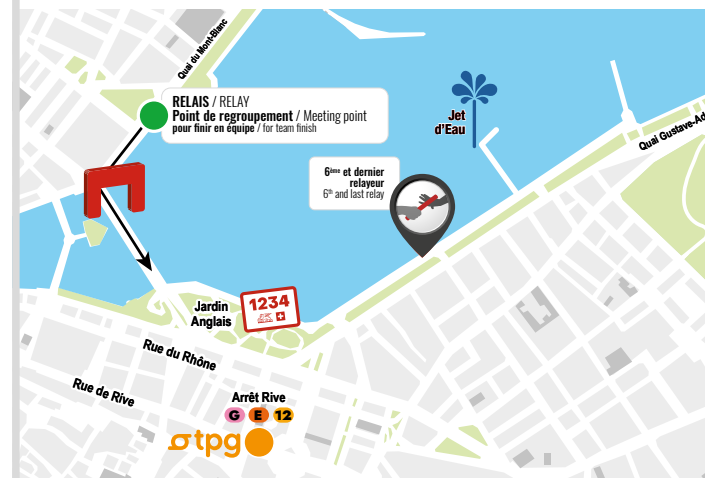 Quai du Mont-Blanc
RELAIS / RELAY
Point de regroupement / Meeting point
pour finir en équipe / for team finish
Jet
d'Eau
Quai Gustave-Ad
6ème et dernier
relayeur
6th and last relay
1234
Jardin
Anglais
Rue du Rhône
Rue de Rive
Arrêt Rive
G E 12
tpg